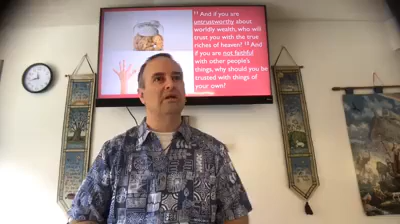 ¹¹ And if you are
untrustworthy about
worldly wealth, who will
trust you with the true
riches of heaven? ¹² And
if you are not faithful
with other people's
things, why should you be
trusted with things of
your own?